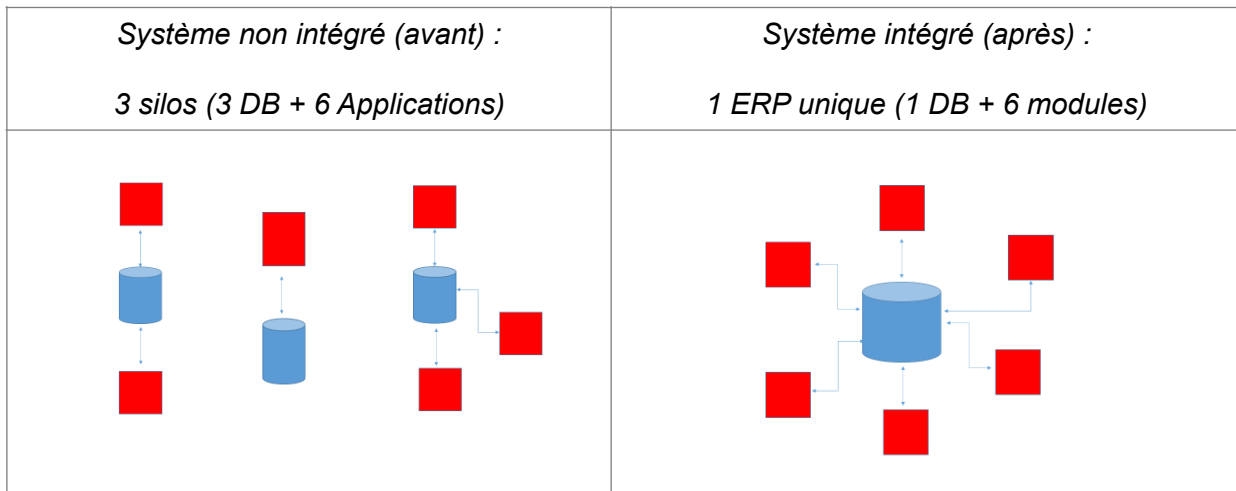 Système non intégré (avant) :
3 silos (3 DB + 6 Applications)
Système intégré (après) :
1 ERP unique (1 DB + 6 modules)